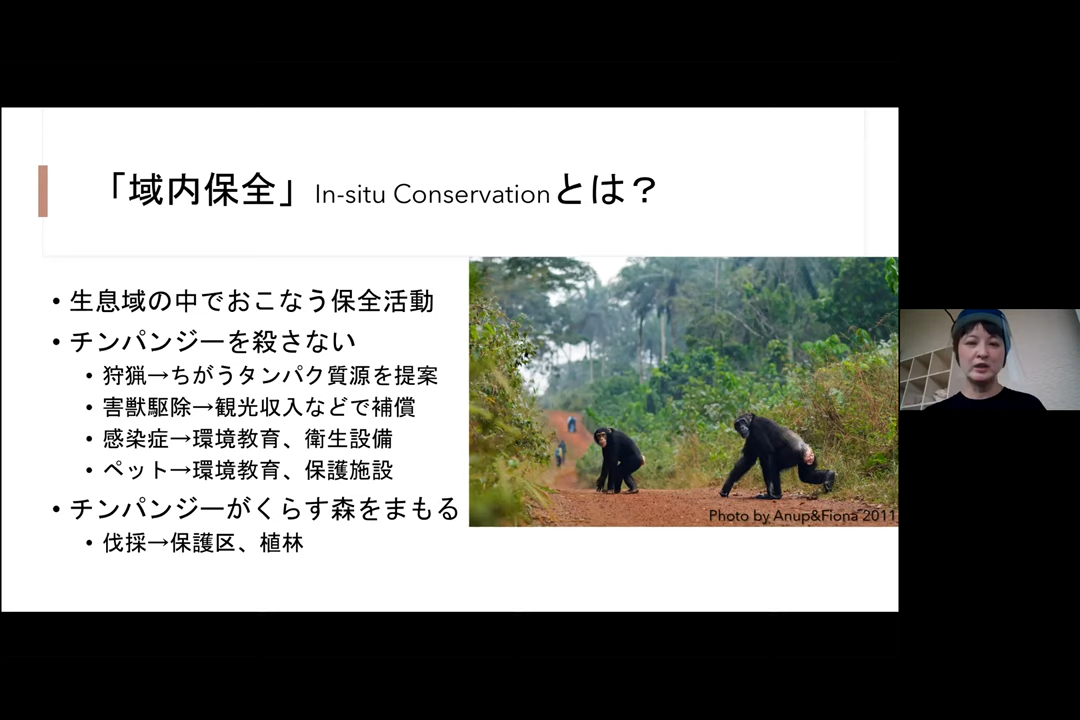 「域内保全」In-situ Conservationとは？
• 生息域の中でおこなう保全活動
• チンパンジーを殺さない
• 狩猟→ちがうタンパク質源を提案
• 害獣駆除→観光収入などで補償
• 感染症→環境教育、衛生設備
• ペット→環境教育、保護施設
• チンパンジーがくらす森をまもる
• 伐採→保護区、植林
Photo by Anup&Fiona 2011